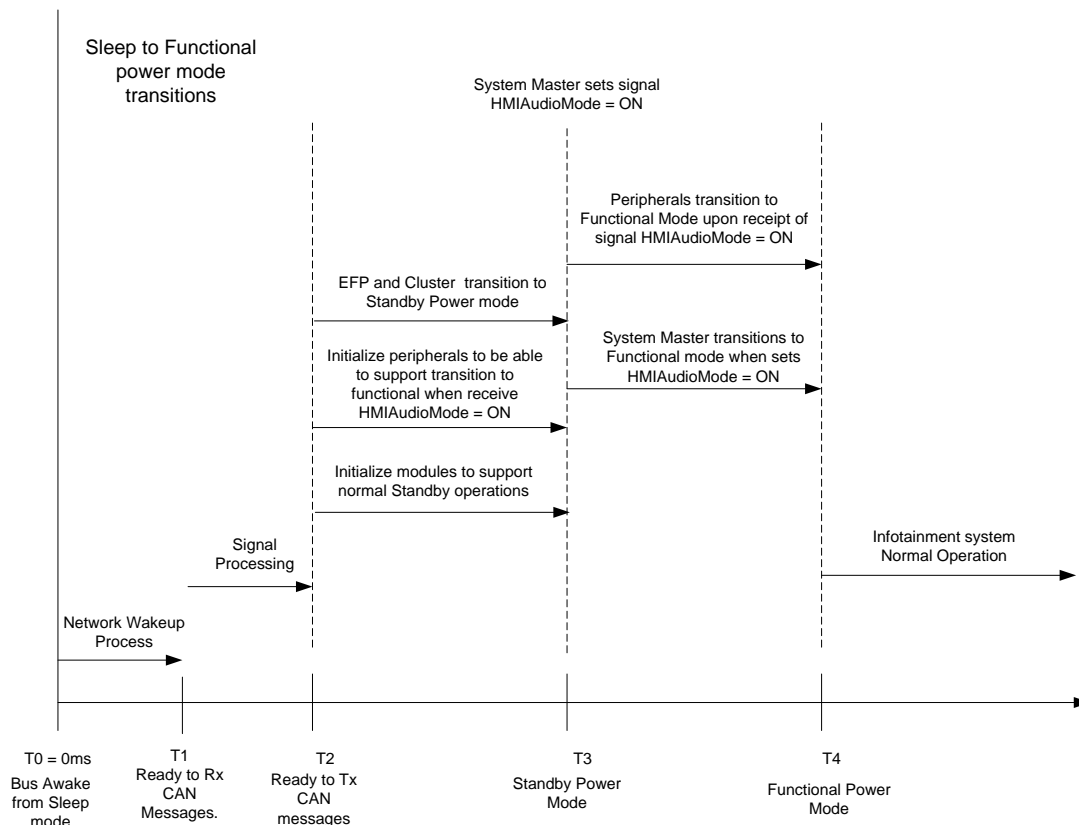 Sleep to Functional
power mode
transitions
System Master sets signal
HMIAudioMode = ON
Peripherals transition to
Functional Mode upon receipt of
signal HMIAudioMode = ON
EFP and Cluster transition to
Standby Power mode
System Master transitions to
Functional mode when sets
HMIAudioMode = ON
Initialize peripherals to be able
to support transition to
functional when receive
HMIAudioMode = ON
Initialize modules to support
normal Standby operations
Signal
Processing
Infotainment system
Normal Operation
Network Wakeup
Process
T0 = 0ms
Bus Awake
from Sleep
mode
T1
Ready to Rx
CAN
Messages.
T2
Ready to Tx
CAN
messages
T3
Standby Power
Mode
T4
Functional Power
Mode